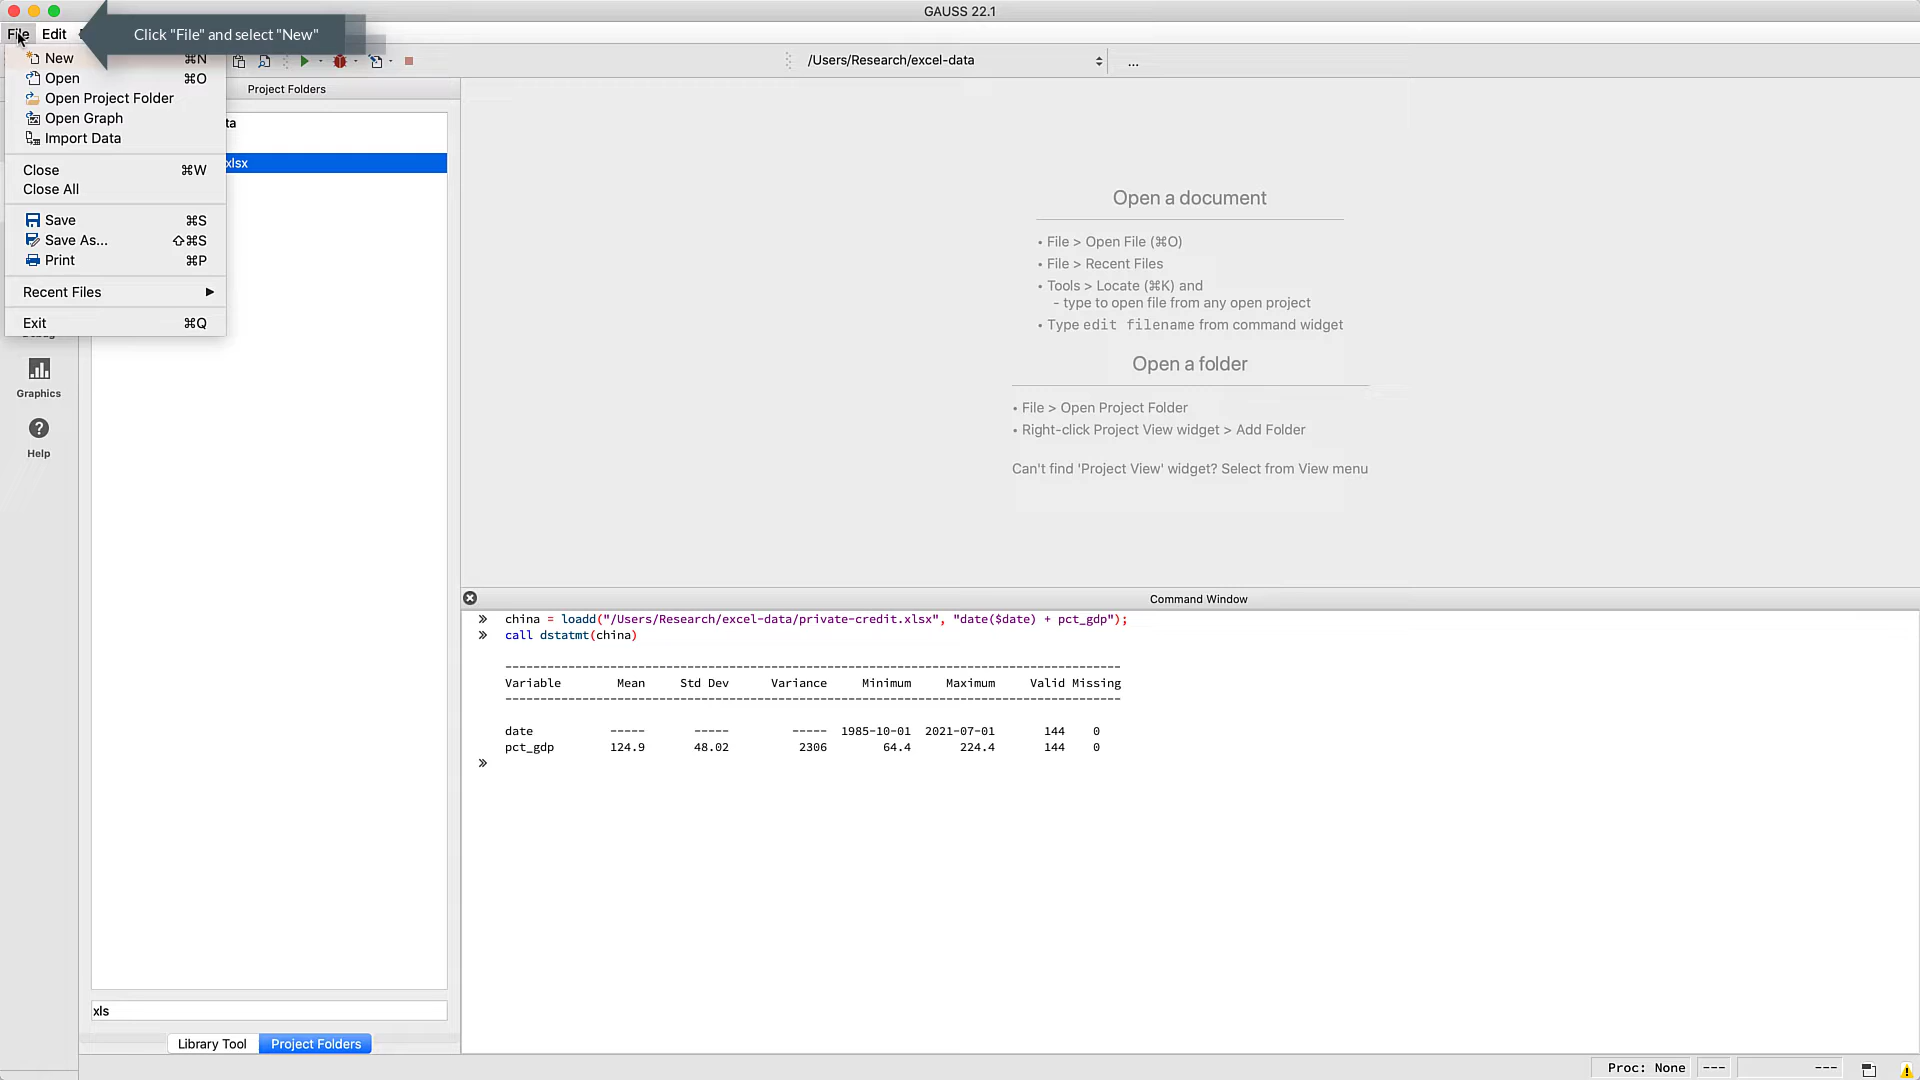 GAUSS 22.1
File Edit
Click "File" and select "New"
New ⌘N
Open ⌘O
Open Project Folder
Open Graph
Import Data
Close ⌘W
Close All
Save ⌘S
Save As... ⇧⌘S
Print ⌘P
Recent Files
Exit ⌘Q
/Users/Research/excel-data
...
Project Folders
ta
xlsx
Graphics
Help
xls
Library Tool
Project Folders
Open a document
• File > Open File (⌘O)
• File > Recent Files
• Tools > Locate (⌘K) and
- type to open file from any open project
• Type edit filename from command widget
Open a folder
• File > Open Project Folder
• Right-click Project View widget > Add Folder
Can't find 'Project View' widget? Select from View menu
Command Window
» china = loadd("/Users/Research/excel-data/private-credit.xlsx", "date($date) + pct_gdp");
» call dstatmt(china)
----------------------------------------------------------------------------------------
Variable Mean Std Dev Variance Minimum Maximum Valid Missing
----------------------------------------------------------------------------------------
date ----- ----- ----- 1985-10-01 2021-07-01 144 0
pct_gdp 124.9 48.02 2306 64.4 224.4 144 0
»
Proc: None --- ---